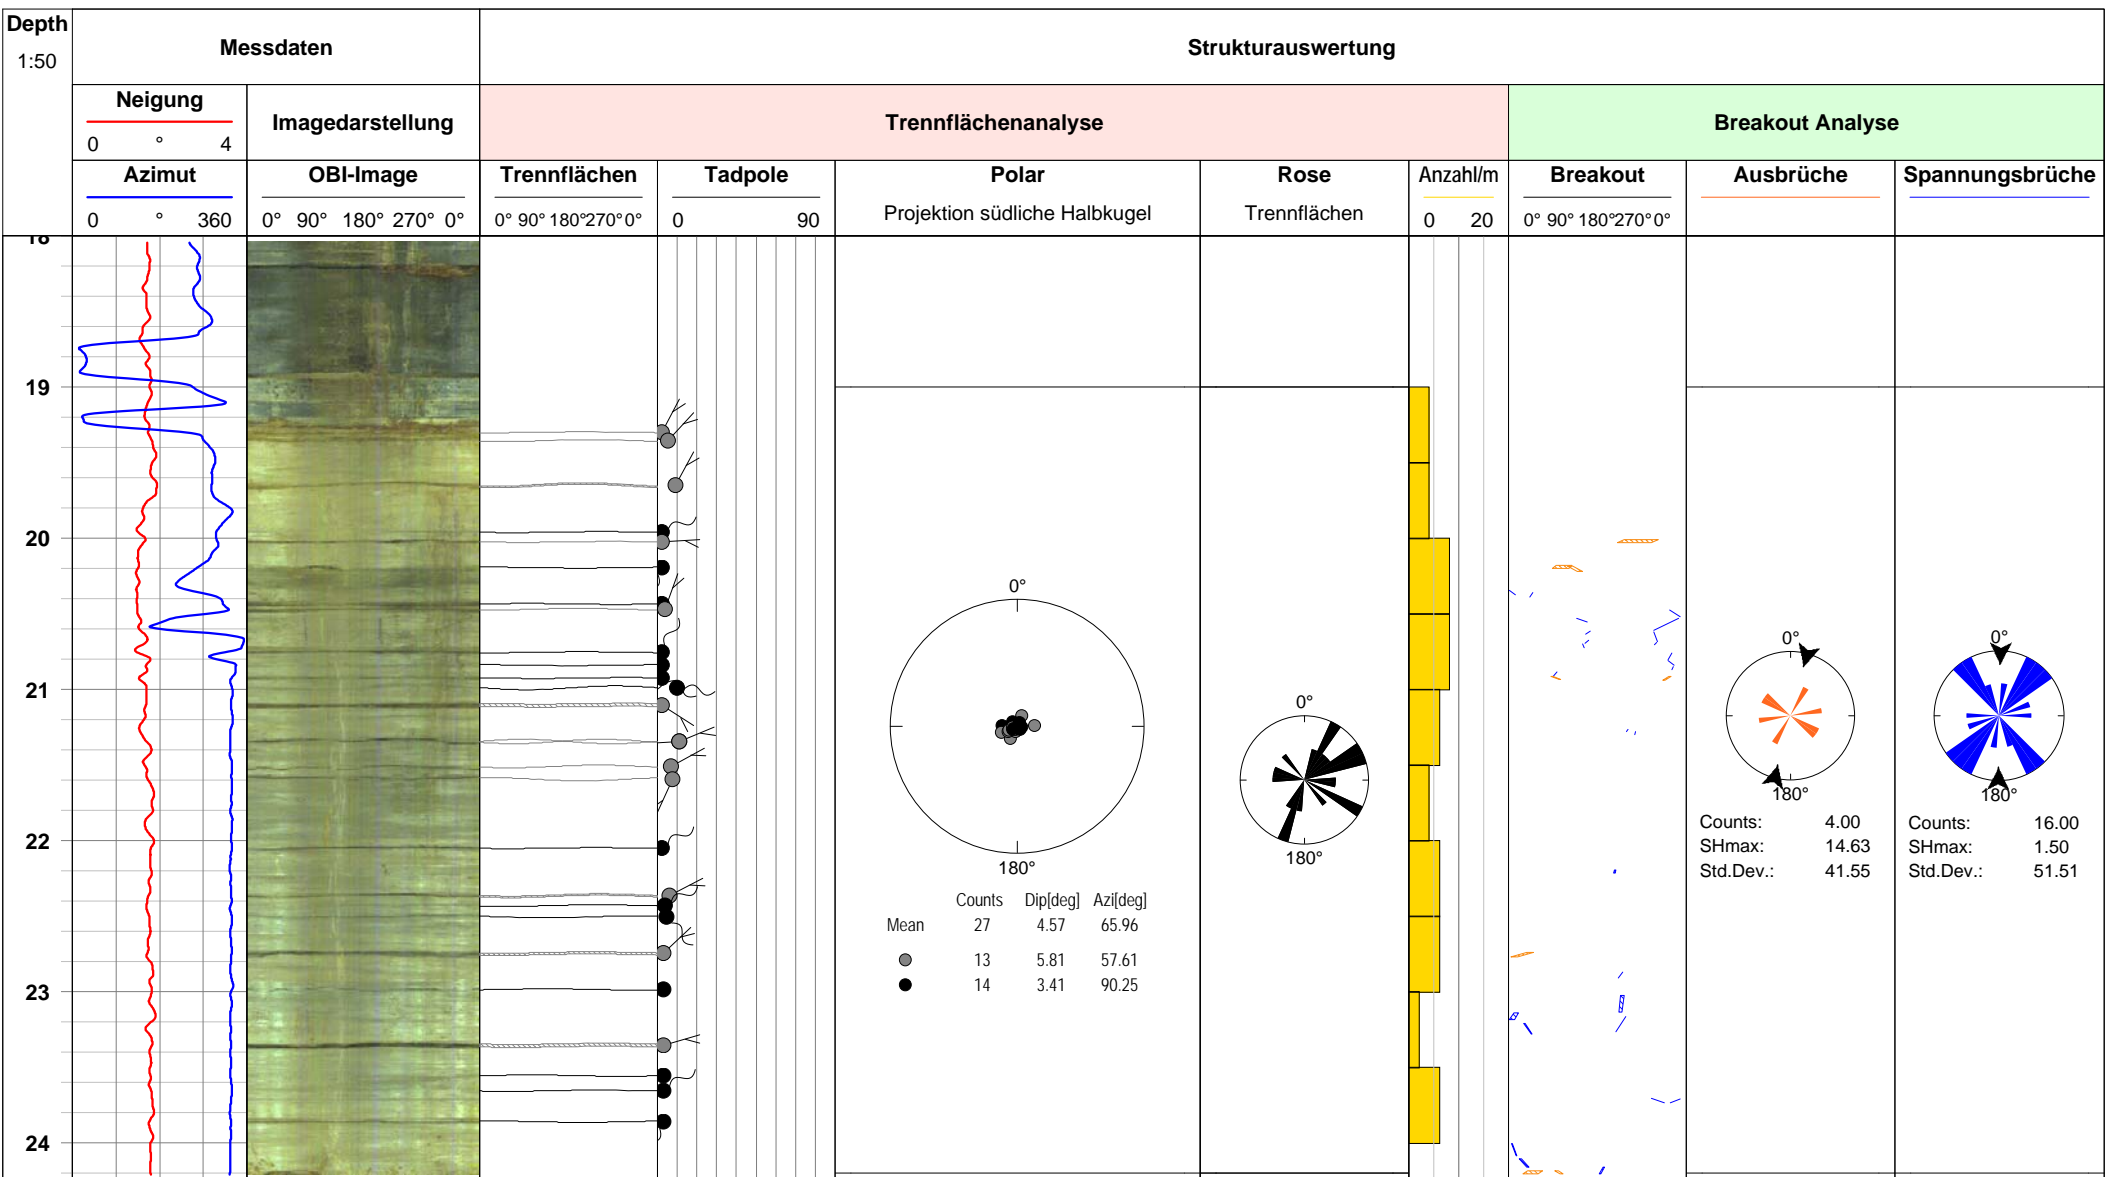 Depth
1:50
Messdaten
Strukturauswertung
Neigung
0 ° 4
Imagedarstellung
Trennflächenanalyse
Breakout Analyse
Azimut
0 ° 360
OBI-Image
0° 90° 180° 270° 0°
Trennflächen
0° 90° 180° 270° 0°
Tadpole
0 90
Polar
Projektion südliche Halbkugel
Rose
Trennflächen
Anzahl/m
0 20
Breakout
0° 90° 180° 270° 0°
Ausbrüche
Spannungsbrüche
18
19
20
21
22
23
24
0°
180°
Counts Dip[deg] Azi[deg]
Mean 27 4.57 65.96
13 5.81 57.61
14 3.41 90.25
0°
180°
0°
180°
Counts: 4.00
SHmax: 14.63
Std.Dev.: 41.55
0°
180°
Counts: 16.00
SHmax: 1.50
Std.Dev.: 51.51